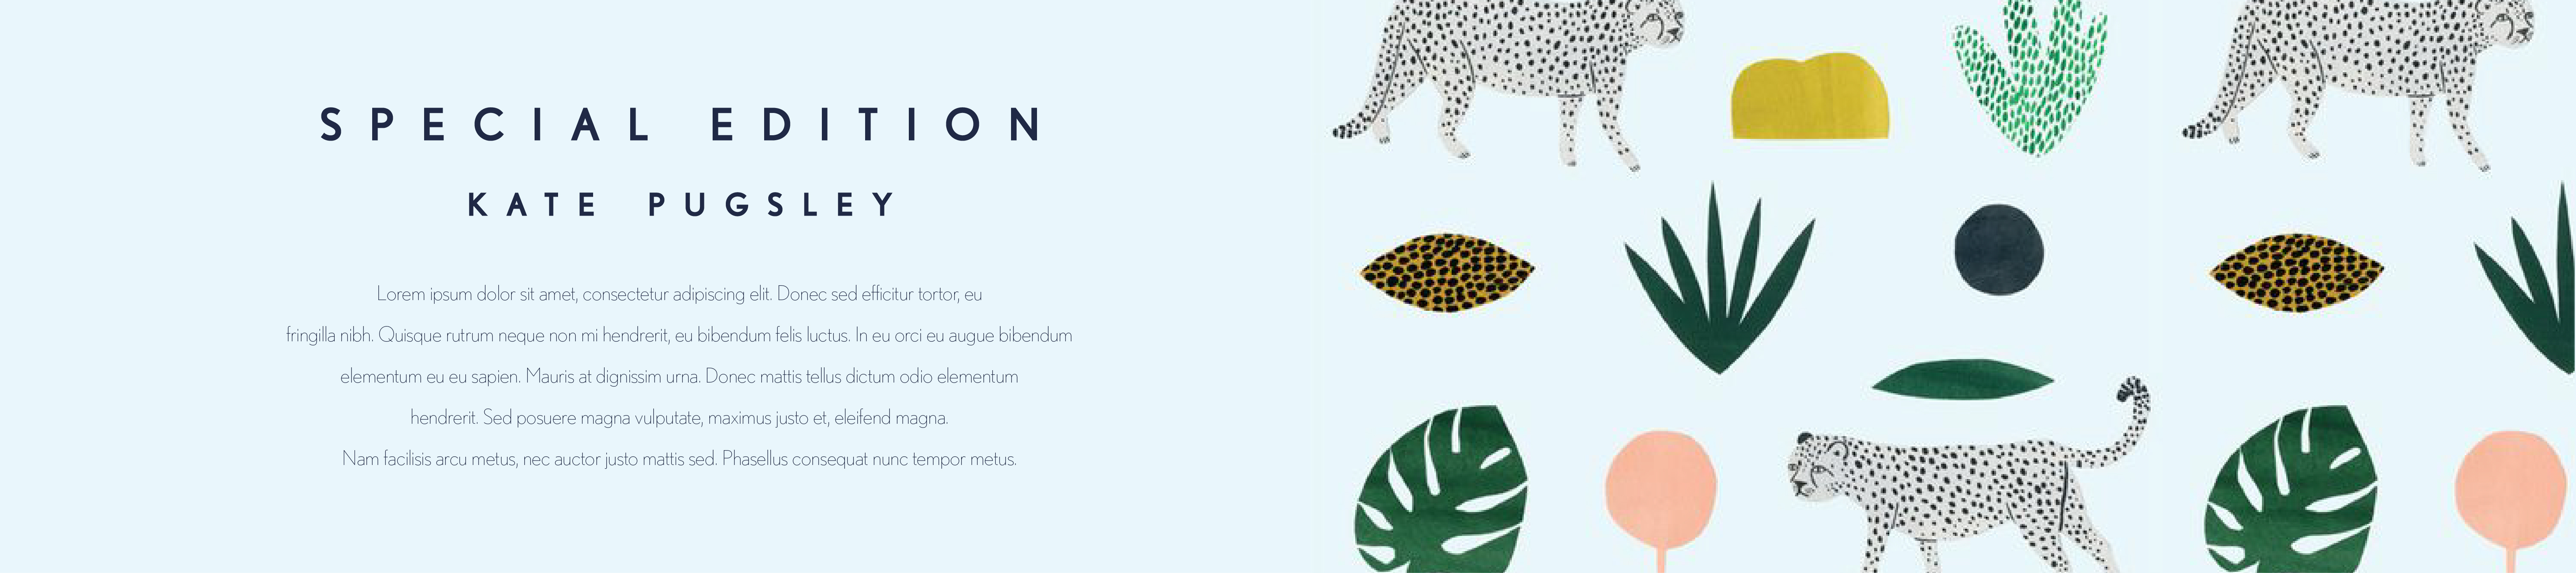 SPECIAL EDITION
KATE PUGSLEY
Lorem ipsum dolor sit amet, consectetur adipiscing elit. Donec sed efficitur tortor, eu
fringilla nibh. Quisque rutrum neque non mi hendrerit, eu bibendum felis luctus. In eu orci eu augue bibendum
elementum eu eu sapien. Mauris at dignissim urna. Donec mattis tellus dictum odio elementum
hendrerit. Sed posuere magna vulputate, maximus justo et, eleifend magna.
Nam facilisis arcu metus, nec auctor justo mattis sed. Phasellus consequat nunc tempor metus.